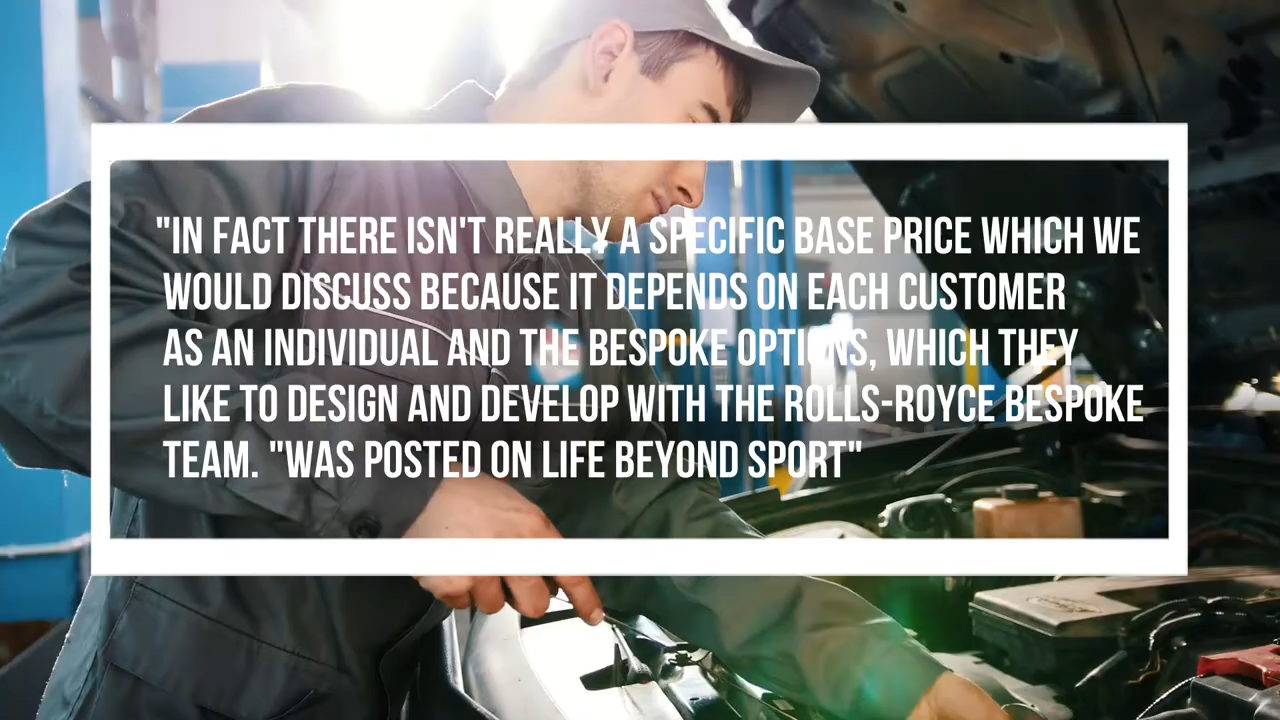 "IN FACT THERE ISN'T REALLY A SPECIFIC BASE PRICE WHICH WE
WOULD DISCUSS BECAUSE IT DEPENDS ON EACH CUSTOMER
AS AN INDIVIDUAL AND THE BESPOKE OPTIONS, WHICH THEY
LIKE TO DESIGN AND DEVELOP WITH THE ROLLS-ROYCE BESPOKE
TEAM. "WAS POSTED ON LIFE BEYOND SPORT"